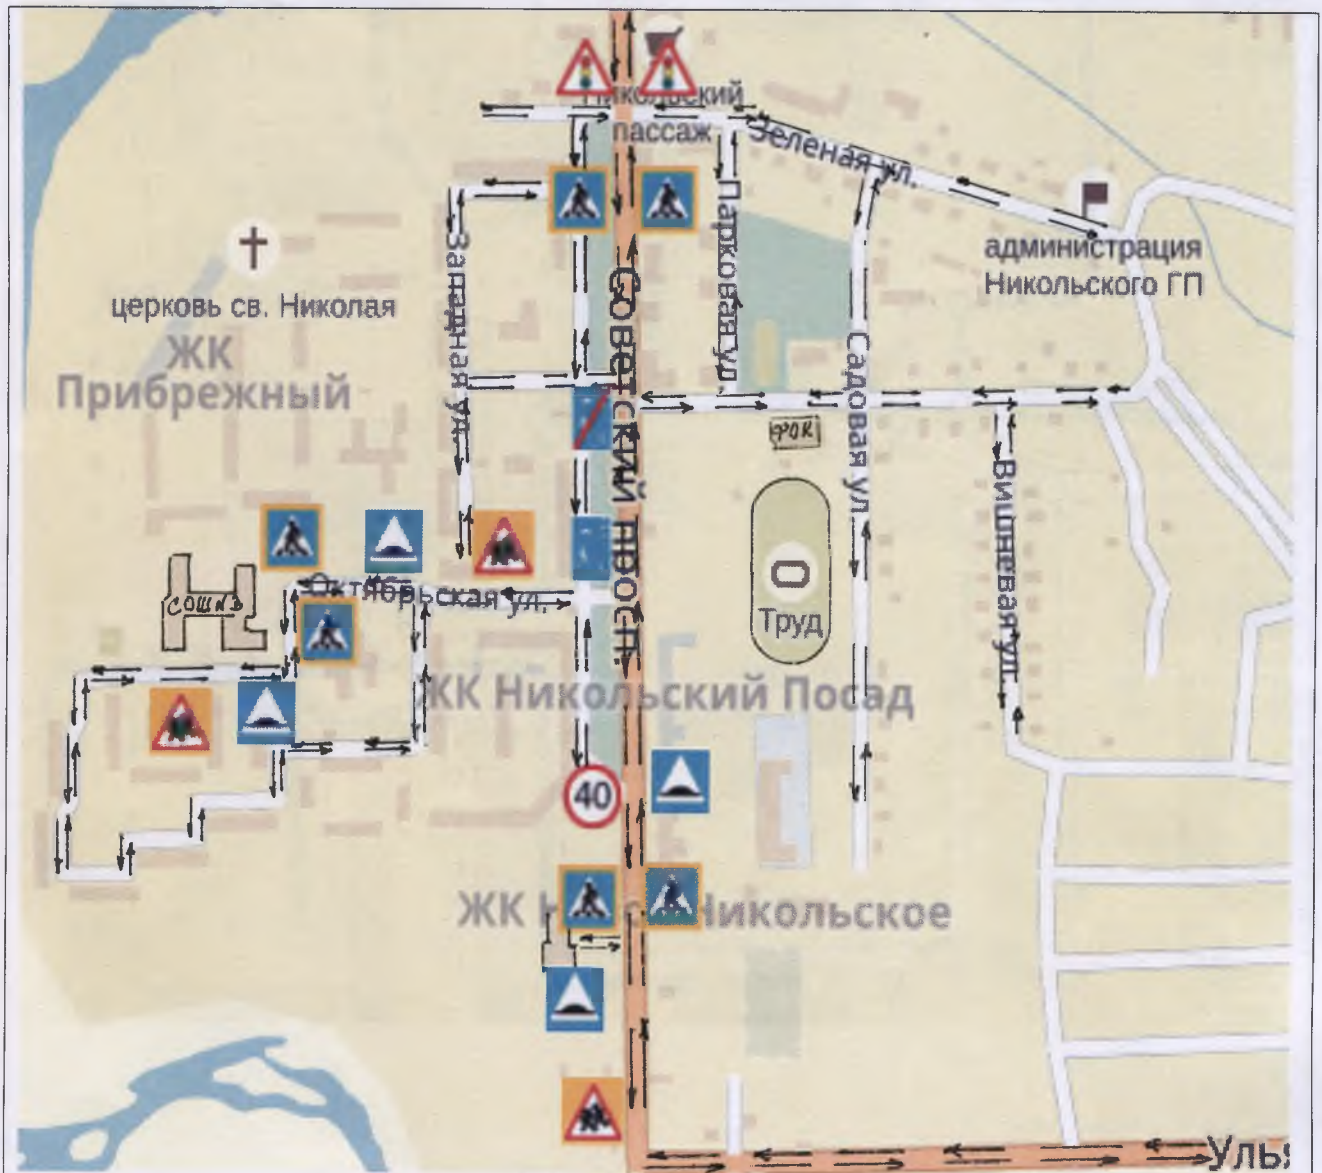 Никольский
пассаж
Зеленая ул.
администрация
Никольского ГП
Парковая ул.
Западная ул.
Советский просп.
церковь св. Николая
ЖК
Прибрежный
Садовая ул.
ФОК
Вишневая ул.
Труд
Октябрьская ул.
СОШ №3
ЖК Никольский Посад
40
ЖК Никольское